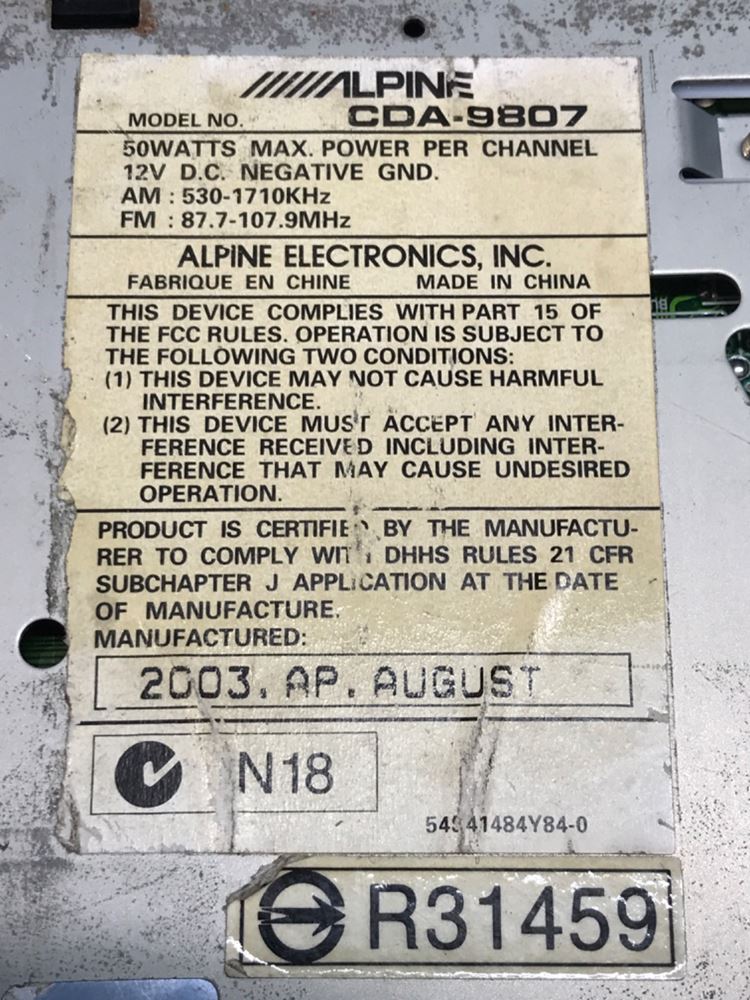 ALPINE
MODEL NO. CDA-9807
50WATTS MAX. POWER PER CHANNEL
12V D.C. NEGATIVE GND.
AM : 530-1710KHz
FM : 87.7-107.9MHz
ALPINE ELECTRONICS, INC.
FABRIQUE EN CHINE MADE IN CHINA
THIS DEVICE COMPLIES WITH PART 15 OF
THE FCC RULES. OPERATION IS SUBJECT TO
THE FOLLOWING TWO CONDITIONS:
(1) THIS DEVICE MAY NOT CAUSE HARMFUL
INTERFERENCE.
(2) THIS DEVICE MUST ACCEPT ANY INTER-
FERENCE RECEIVED INCLUDING INTER-
FERENCE THAT MAY CAUSE UNDESIRED
OPERATION.
PRODUCT IS CERTIFIED BY THE MANUFACTU-
RER TO COMPLY WITH DHHS RULES 21 CFR
SUBCHAPTER J APPLICATION AT THE DATE
OF MANUFACTURE.
MANUFACTURED:
2003. AP. AUGUST
N18
R31459